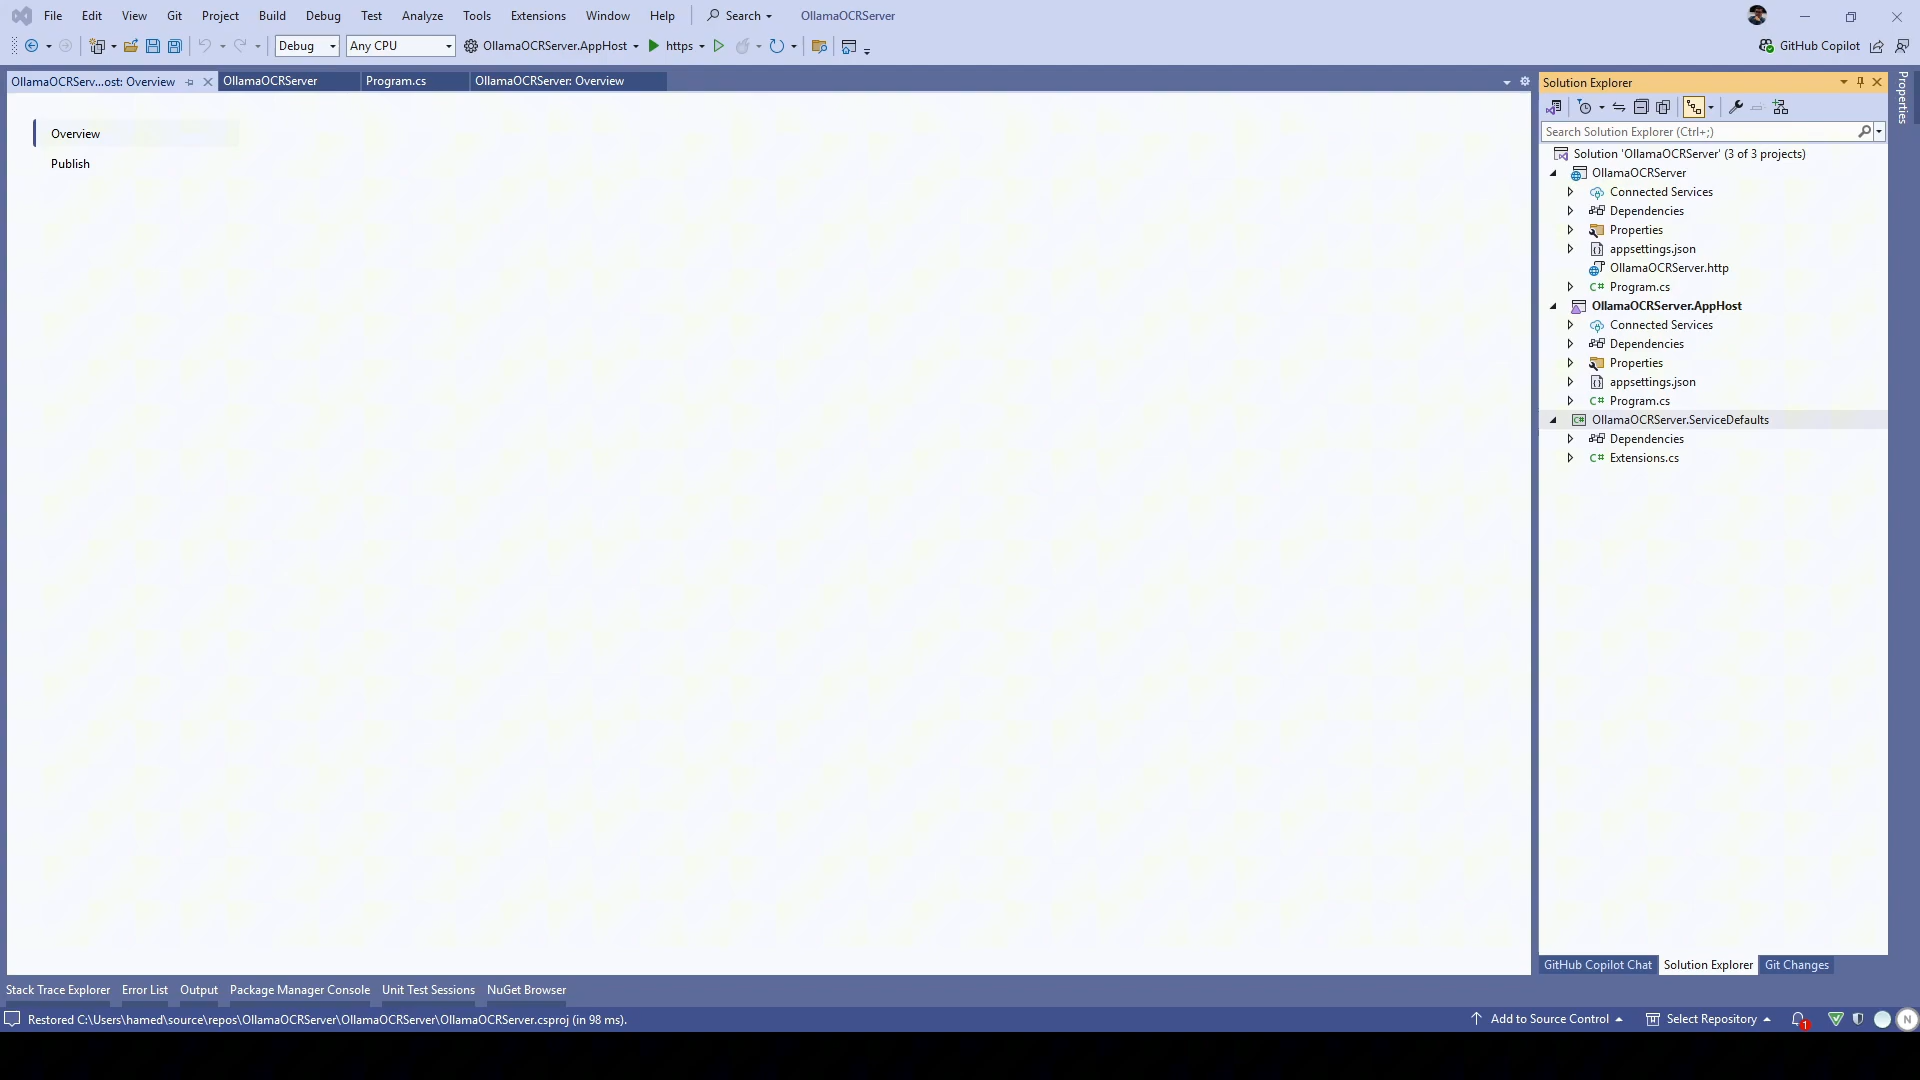 File Edit View Git Project Build Debug Test Analyze Tools Extensions Window Help Search OllamaOCRServer
Debug Any CPU OllamaOCRServer.AppHost https GitHub Copilot
OllamaOCRServ...ost: Overview OllamaOCRServer Program.cs OllamaOCRServer: Overview
Overview
Publish
Solution Explorer
Search Solution Explorer (Ctrl+;)
Solution 'OllamaOCRServer' (3 of 3 projects)
OllamaOCRServer
Connected Services
Dependencies
Properties
appsettings.json
OllamaOCRServer.http
C# Program.cs
OllamaOCRServer.AppHost
Connected Services
Dependencies
Properties
appsettings.json
C# Program.cs
C# OllamaOCRServer.ServiceDefaults
Dependencies
C# Extensions.cs
Properties
GitHub Copilot Chat Solution Explorer Git Changes
Stack Trace Explorer Error List Output Package Manager Console Unit Test Sessions NuGet Browser
Restored C:\Users\hamed\source\repos\OllamaOCRServer\OllamaOCRServer\OllamaOCRServer.csproj (in 98 ms). Add to Source Control Select Repository 1 N